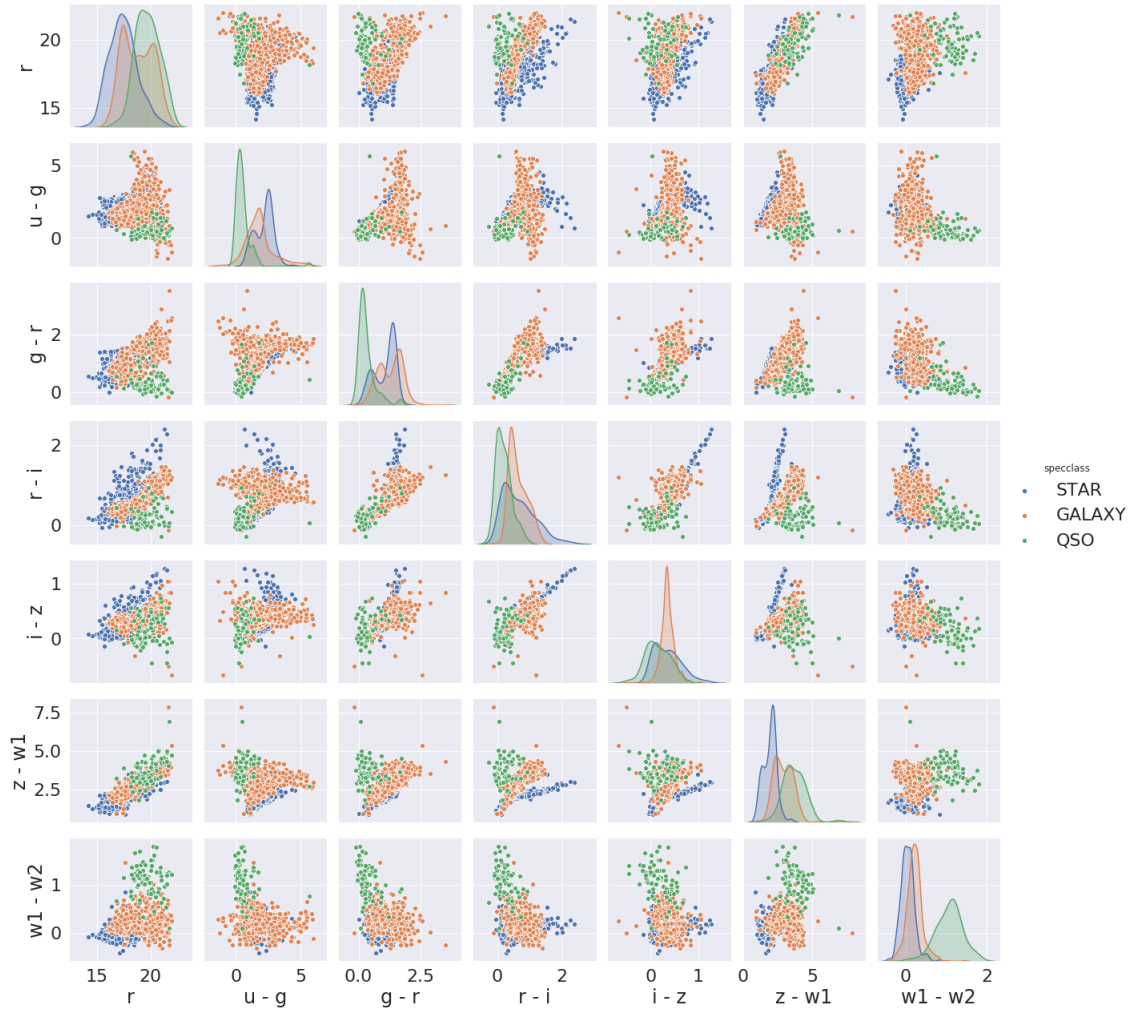 r
20
15
u - g
5
0
g - r
2
0
r - i
2
0
specclass
STAR
GALAXY
QSO
i - z
1
0
z - w1
7.5
5.0
2.5
w1 - w2
1
0
15 20 0 5 0.0 2.5 0 2 0 1 0 5 0 1 2
r u - g g - r r - i i - z z - w1 w1 - w2